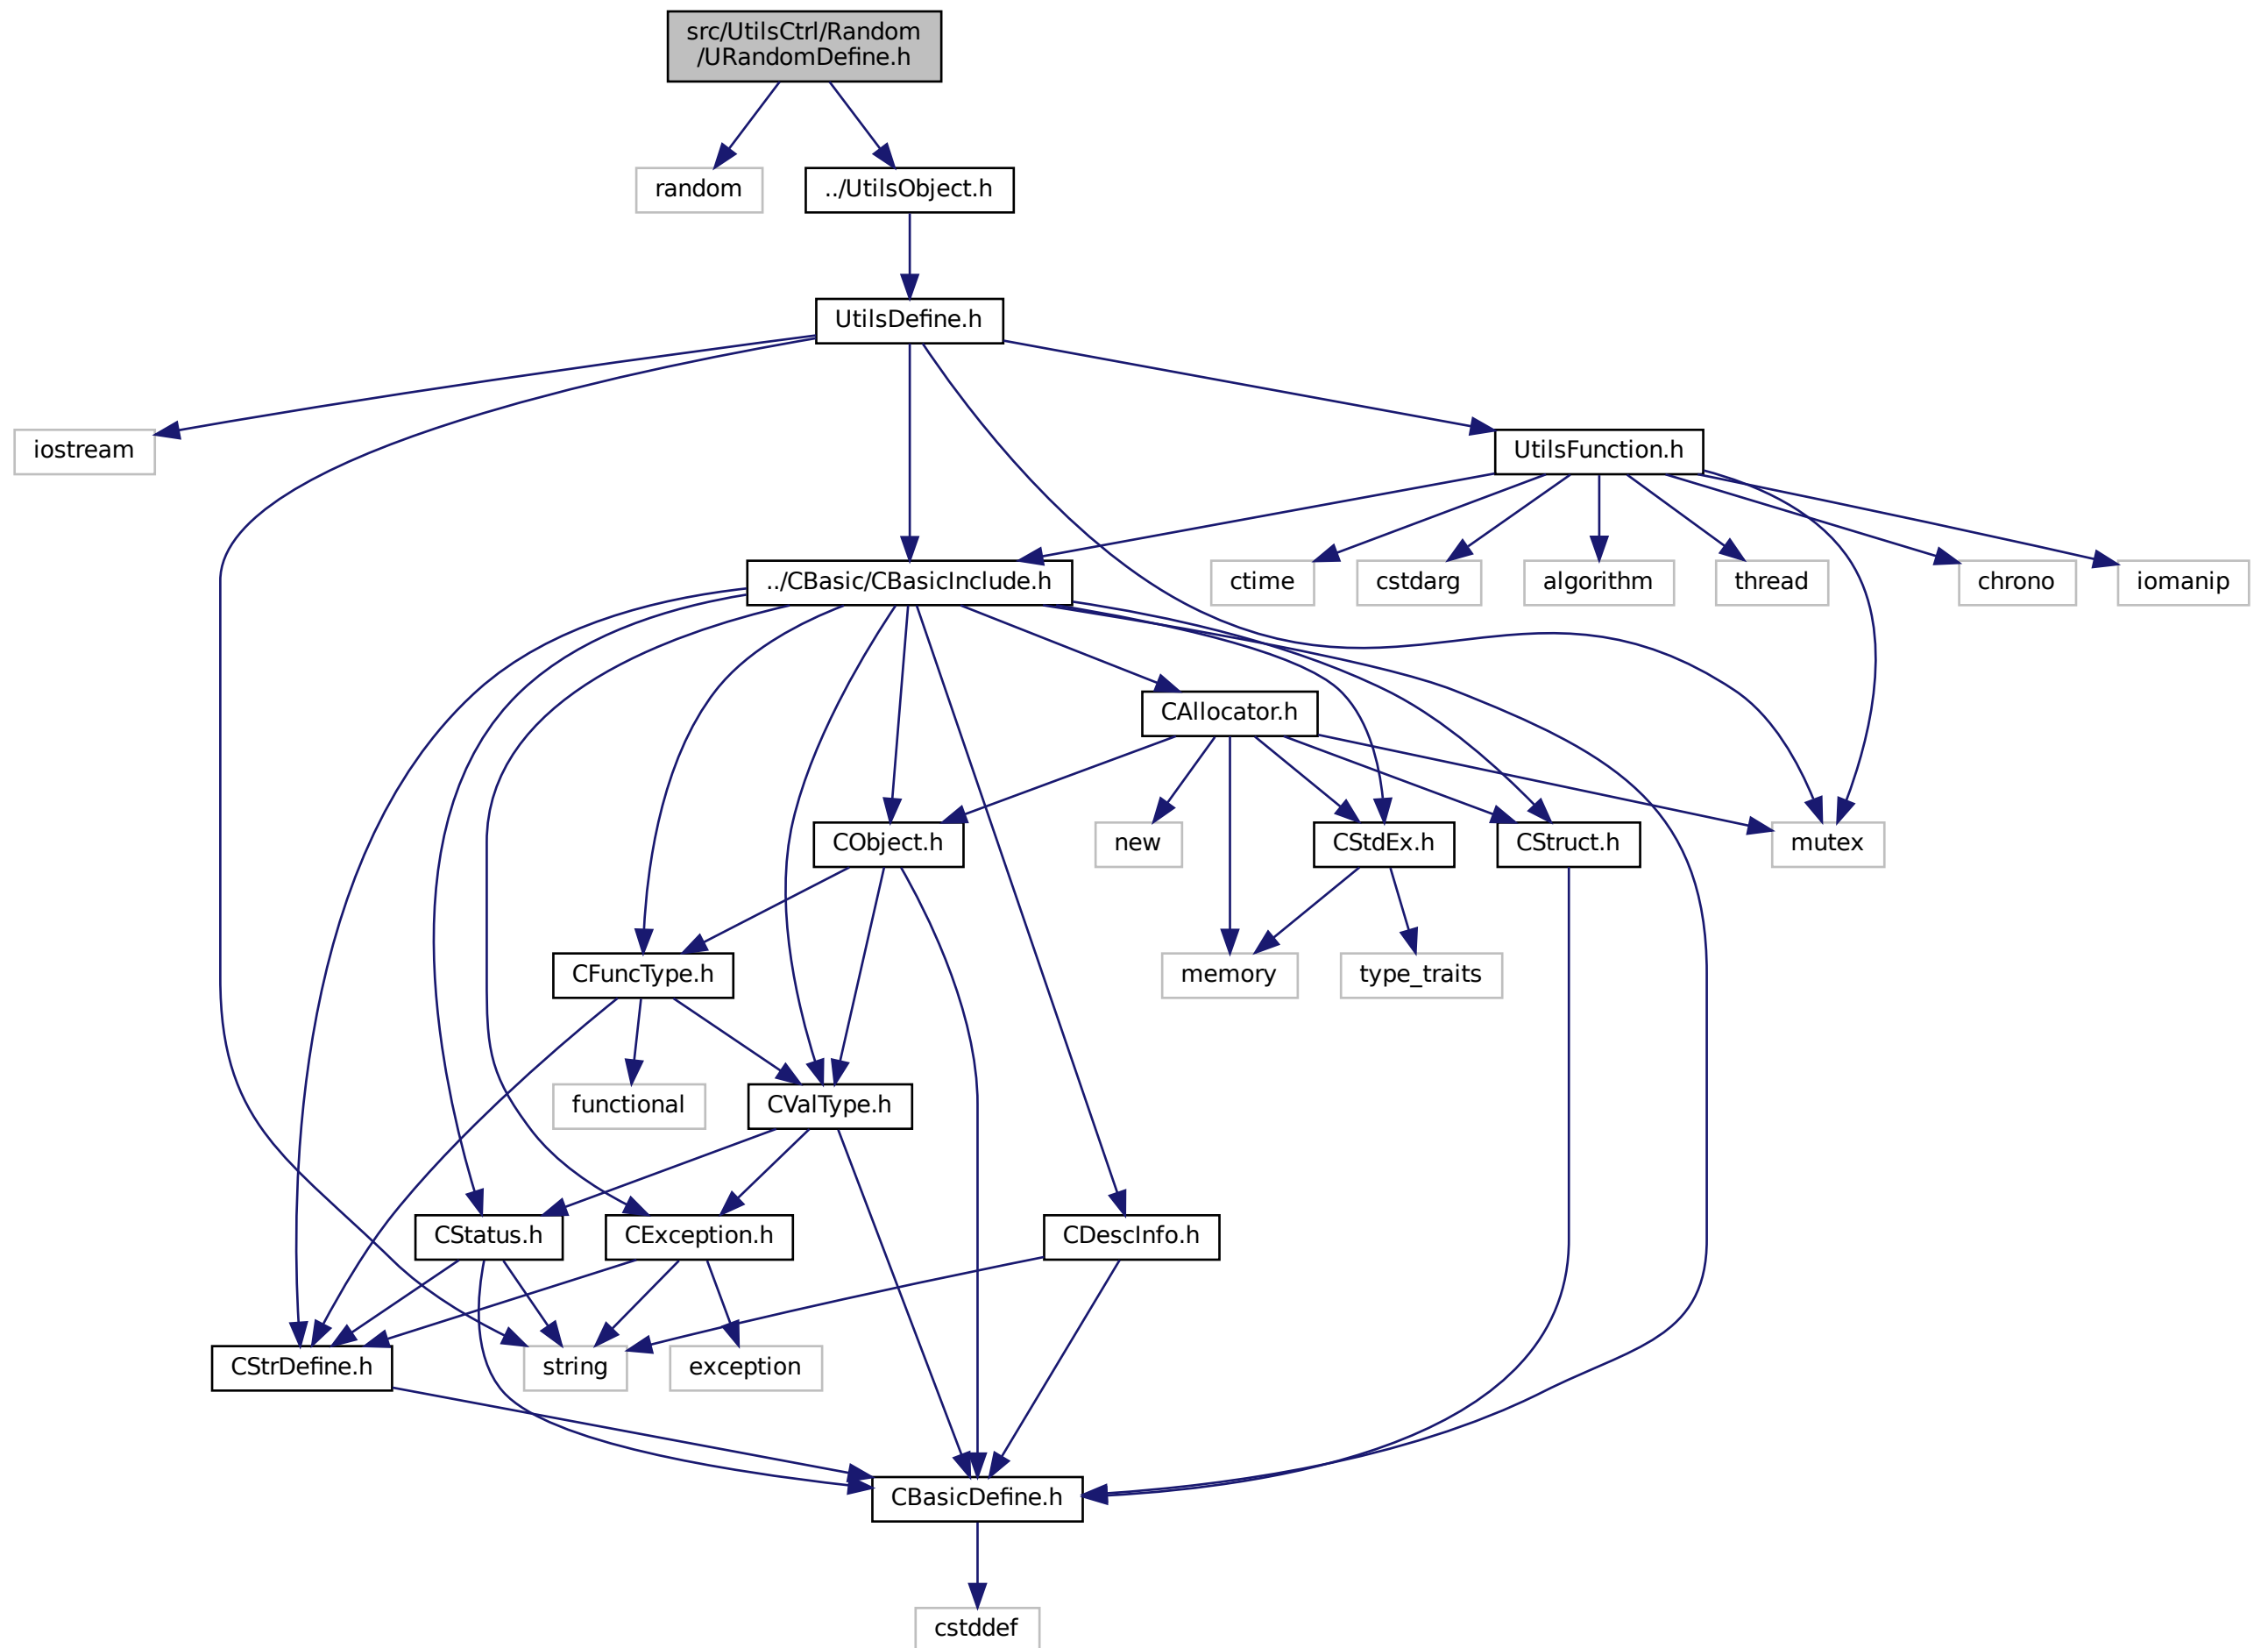 src/UtilsCtrl/Random
/URandomDefine.h
random
../UtilsObject.h
UtilsDefine.h
iostream
UtilsFunction.h
../CBasic/CBasicInclude.h
ctime
cstdarg
algorithm
thread
chrono
iomanip
CAllocator.h
CObject.h
new
CStdEx.h
CStruct.h
mutex
CFuncType.h
memory
type_traits
functional
CValType.h
CStatus.h
CException.h
CDescInfo.h
CStrDefine.h
string
exception
CBasicDefine.h
cstddef